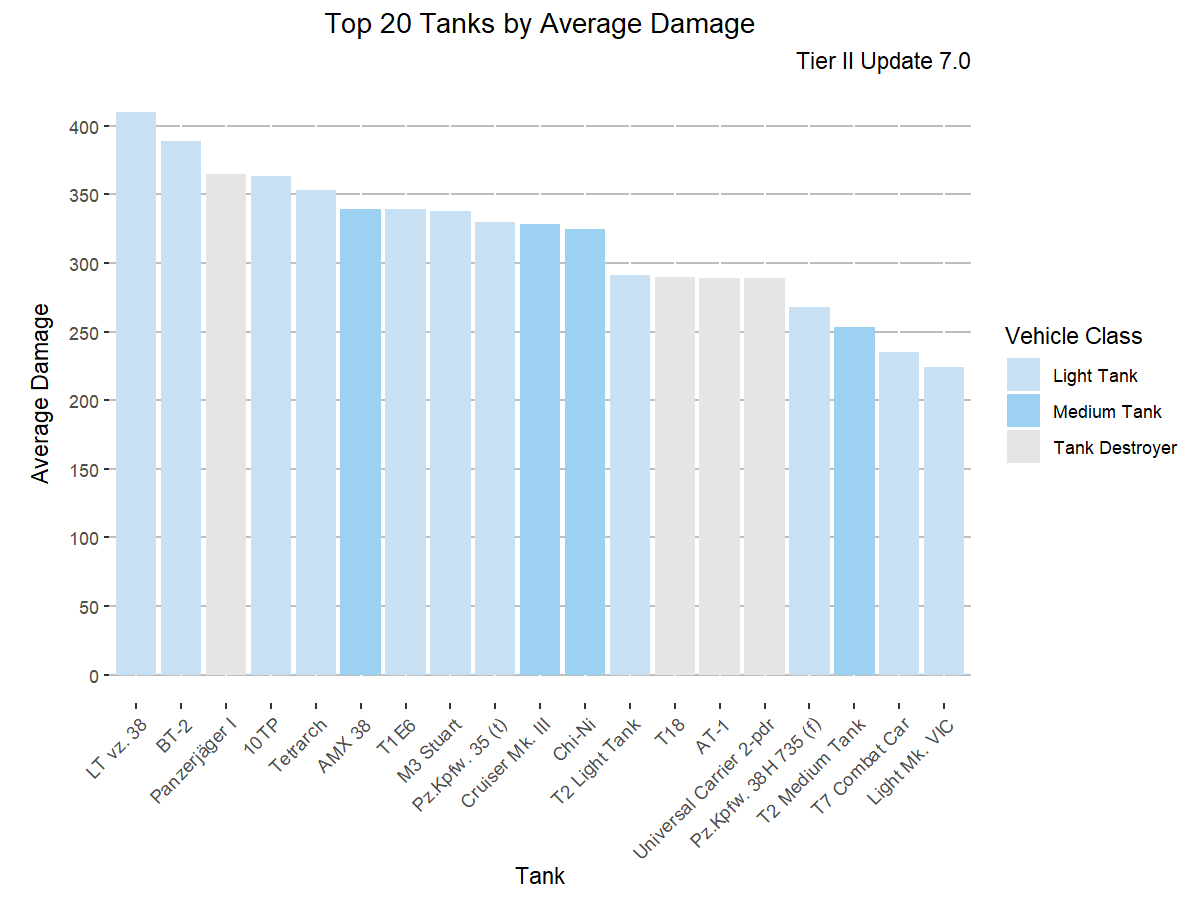 Top 20 Tanks by Average Damage
Tier II Update 7.0
Average Damage
400
350
300
250
200
150
100
50
0
LT vz. 38
BT-2
Panzerjäger I
10TP
Tetrarch
AMX 38
T1E6
M3 Stuart
Pz.Kpfw. 35 (t)
Cruiser Mk. III
Chi-Ni
T2 Light Tank
T18
AT-1
Universal Carrier 2-pdr
Pz.Kpfw. 38H 735 (f)
T2 Medium Tank
T7 Combat Car
Light Mk. VIC
Tank
Vehicle Class
Light Tank
Medium Tank
Tank Destroyer